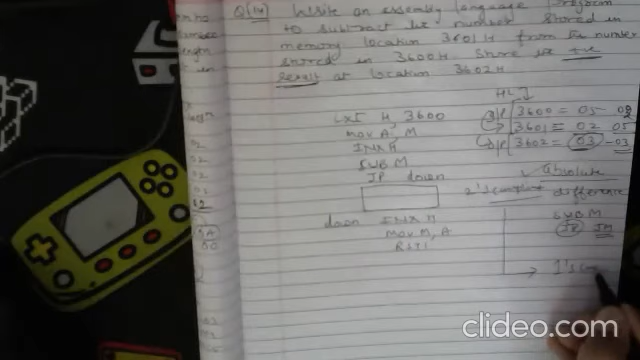 Q(14) Write an assembly language program
to subtract the number stored in
memory location 3601H from the number
stored in 3600H Store the +ve
result at location 3602H
HL
LXI H, 3600
MOV A, M
INX H
SUB M
JP down
down INX H
MOV M, A
RST1
3600 = 05 - 02
3601 = 02 05
3602 = 03 - 03
Absolute
2's complement difference
SUB M
JP JM
1's
clideo.com